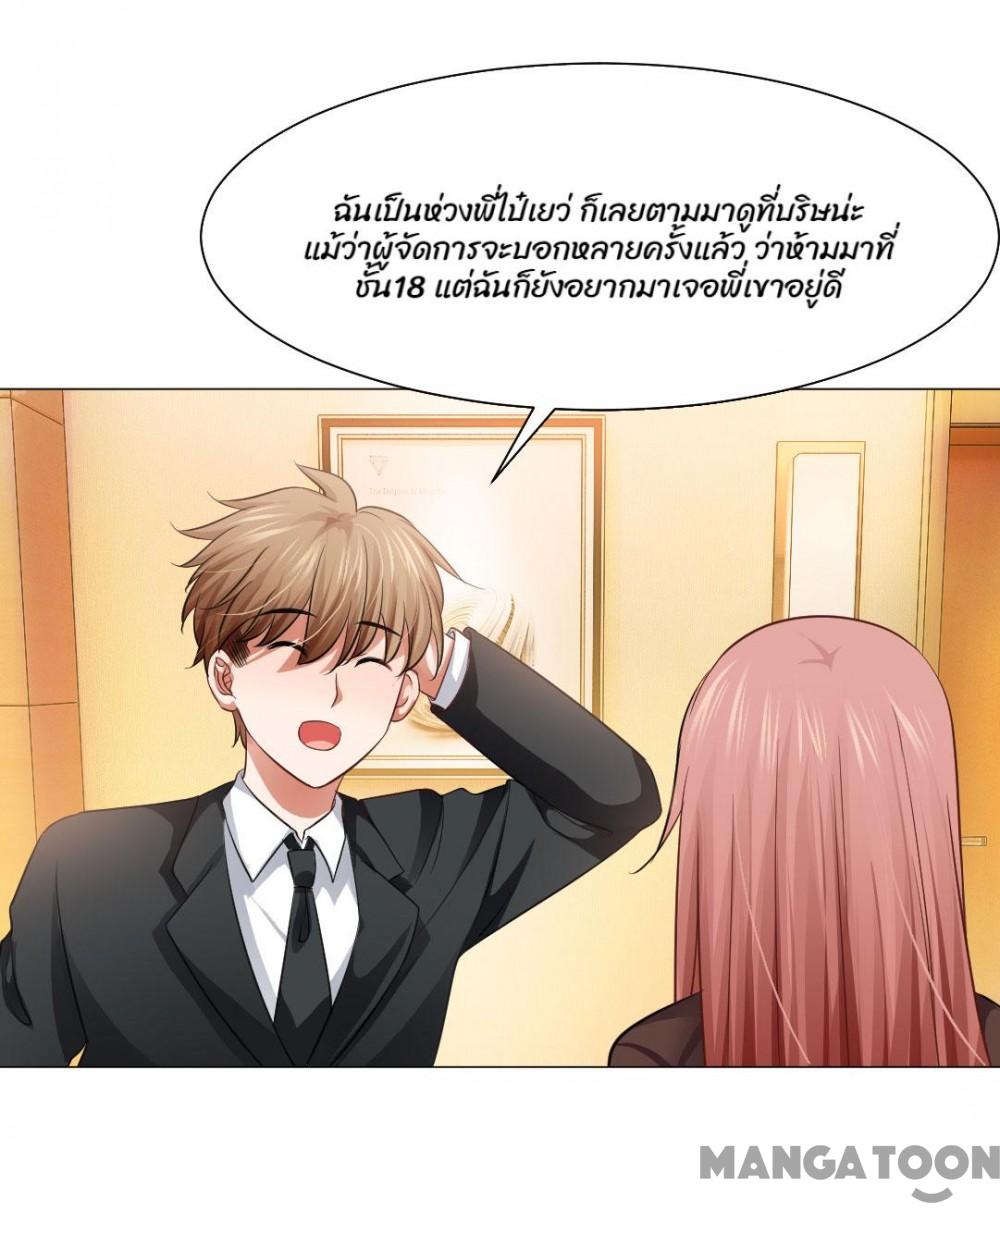 ฉันเป็นห่วงพี่ไป๋เยว่ ก็เลยตามมาดูที่บริษน่ะ
แม้ว่าผู้จัดการจะบอกหลายครั้งแล้ว ว่าห้ามมาที่
ชั้น18 แต่ฉันก็ยังอยากมาเจอพี่เขาอยู่ดี
MANGATOON